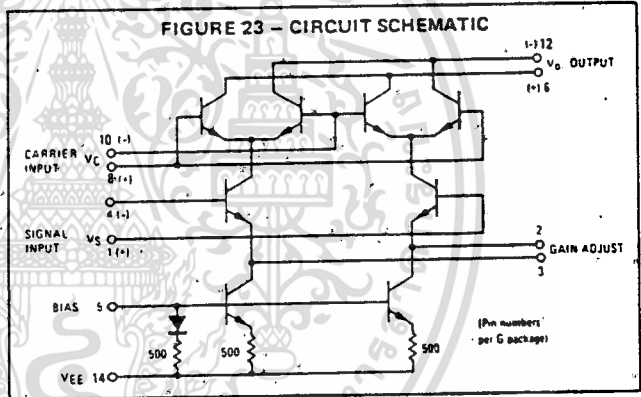 FIGURE 23 – CIRCUIT SCHEMATIC
(-) 12
Vo OUTPUT
(+) 6
10 (-)
CARRIER INPUT VC
8 (+)
4 (-)
SIGNAL INPUT VS
1 (+)
2
GAIN ADJUST
3
BIAS 5
500
500
500
(Pin numbers
per G package)
VEE 14